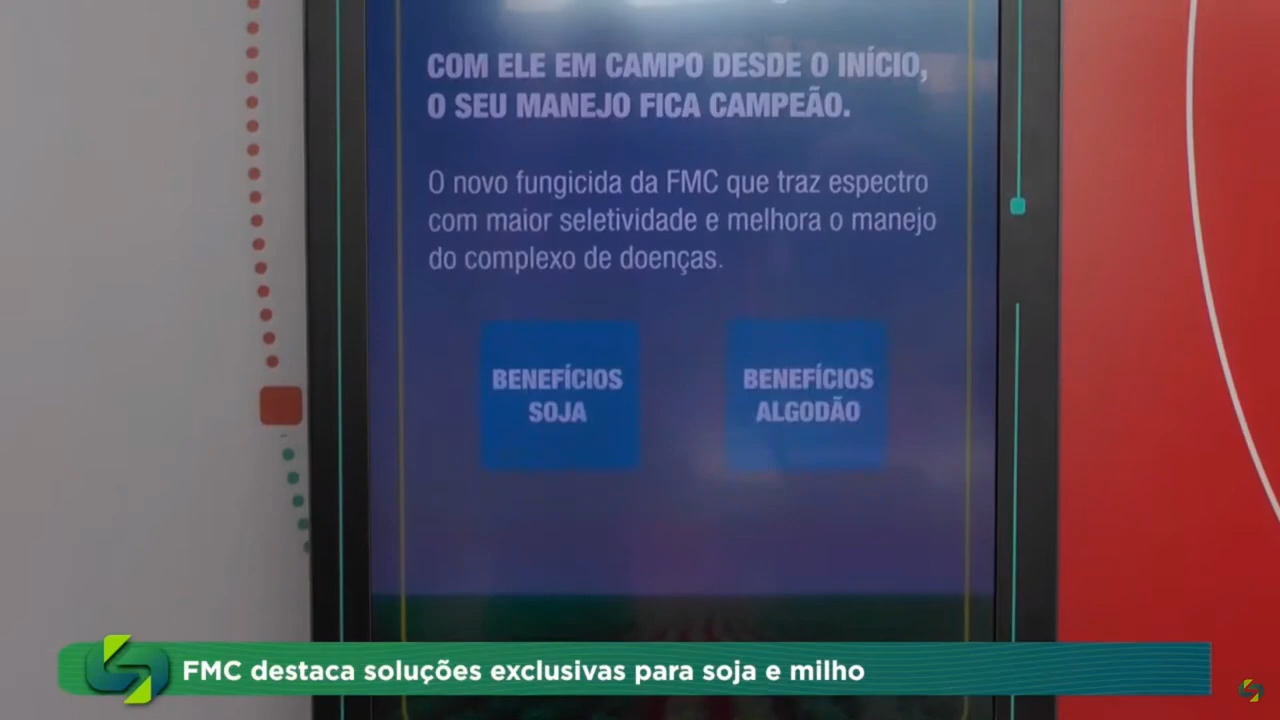 COM ELE EM CAMPO DESDE O INÍCIO,
O SEU MANEJO FICA CAMPEÃO.
O novo fungicida da FMC que traz espectro
com maior seletividade e melhora o manejo
do complexo de doenças.
BENEFÍCIOS
SOJA
BENEFÍCIOS
ALGODÃO
FMC destaca soluções exclusivas para soja e milho